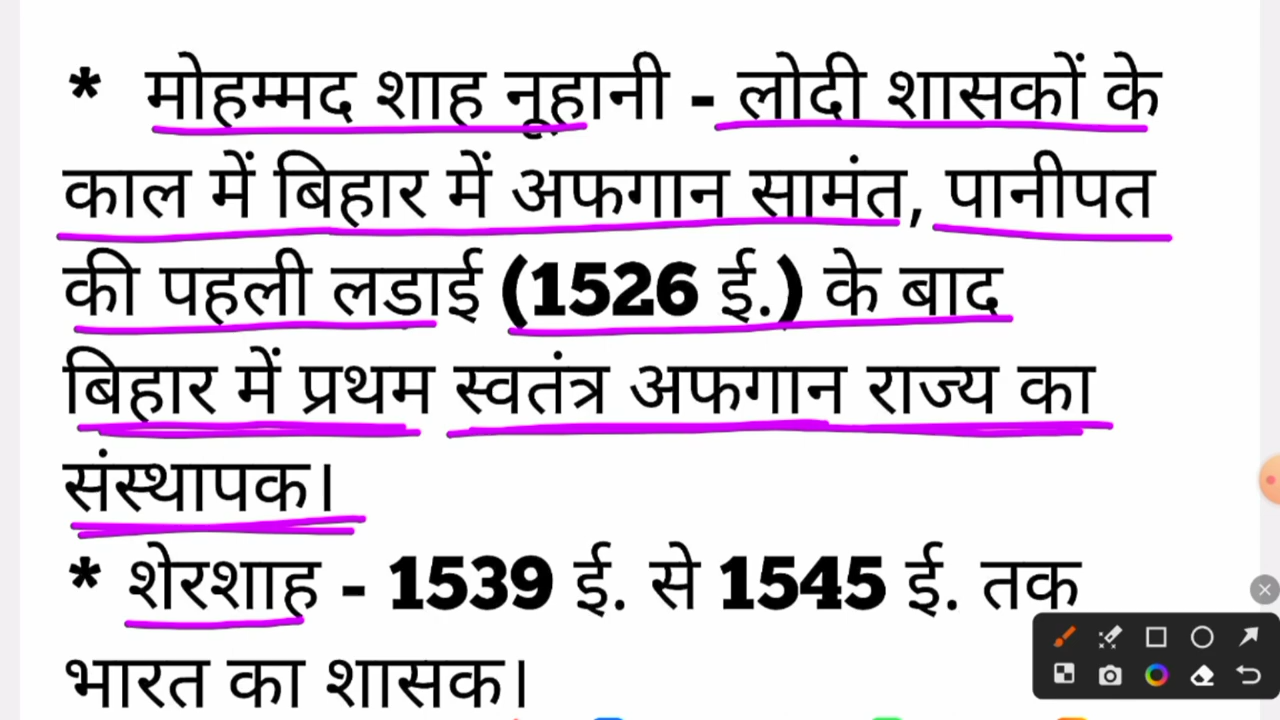 * मोहम्मद शाह नूहानी - लोदी शासकों के
काल में बिहार में अफगान सामंत, पानीपत
की पहली लडाई (1526 ई.) के बाद
बिहार में प्रथम स्वतंत्र अफगान राज्य का
संस्थापक।
* शेरशाह - 1539 ई. से 1545 ई. तक
भारत का शासक।